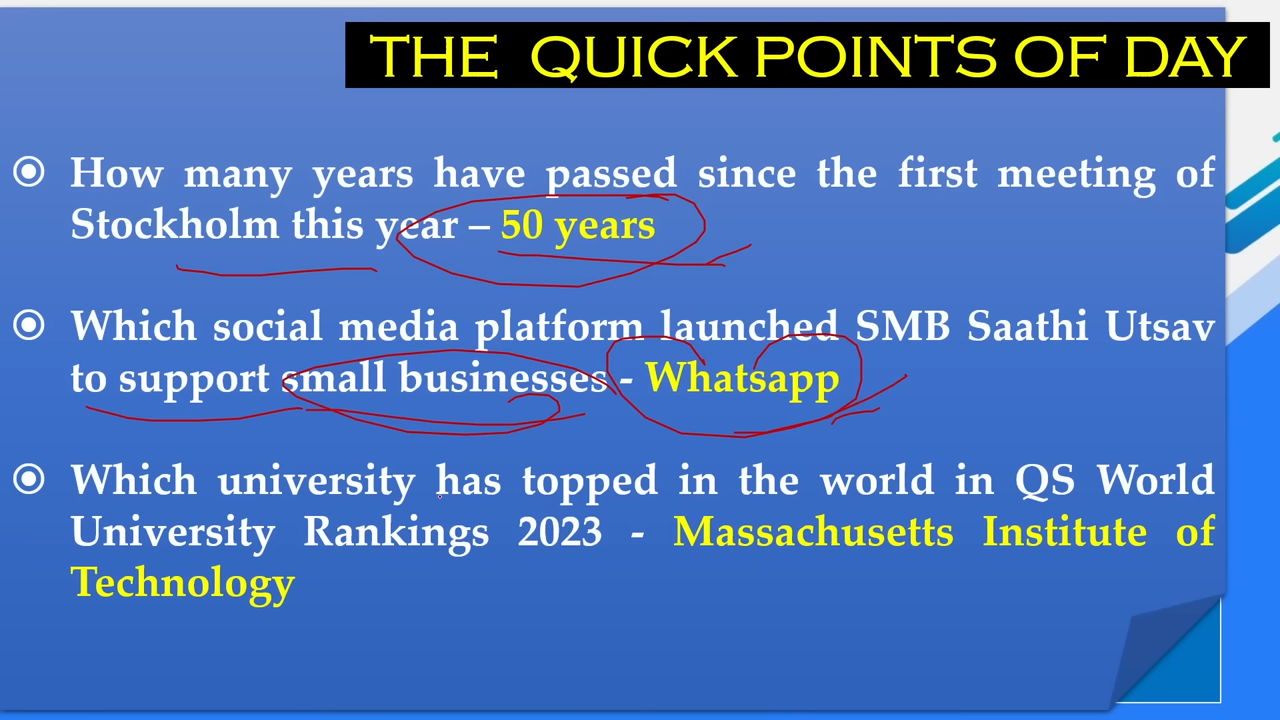 THE QUICK POINTS OF DAY
How many years have passed since the first meeting of
Stockholm this year – 50 years
Which social media platform launched SMB Saathi Utsav
to support small businesses - Whatsapp
Which university has topped in the world in QS World
University Rankings 2023 - Massachusetts Institute of
Technology